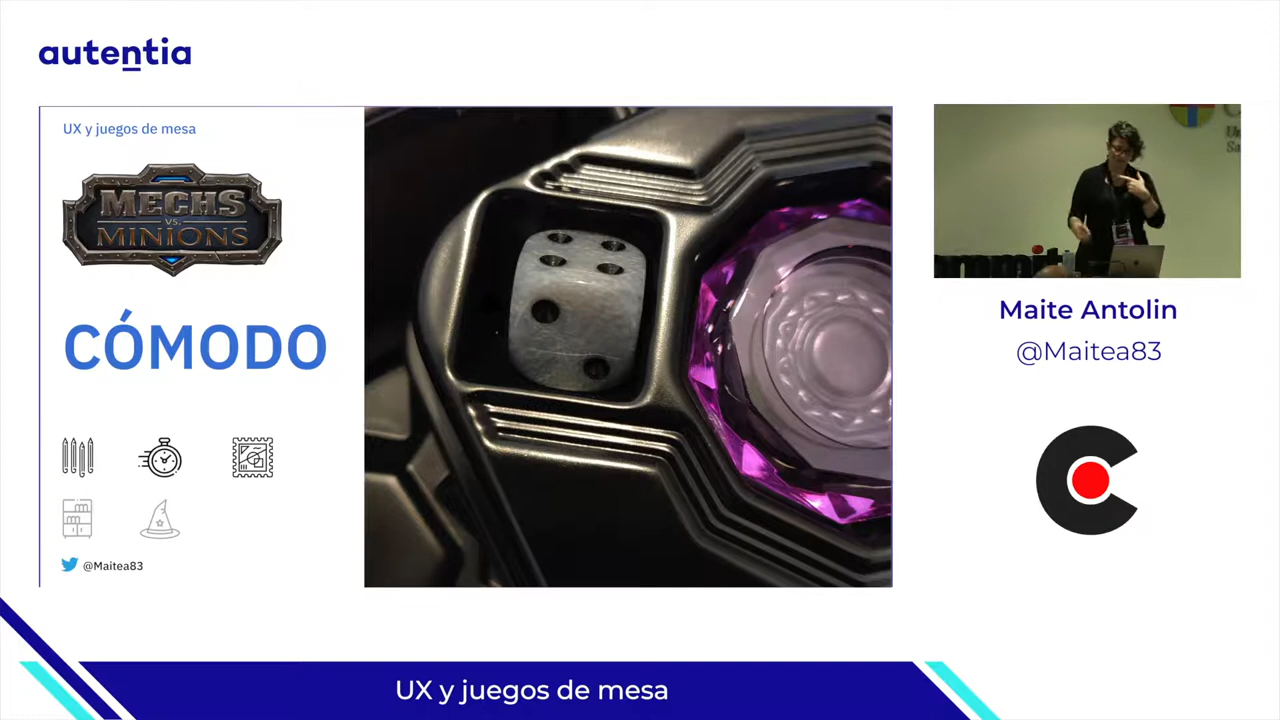 autentia
UX y juegos de mesa
MECHS
VS.
MINIONS
CÓMODO
@Maitea83
Maite Antolin
@Maitea83
UX y juegos de mesa